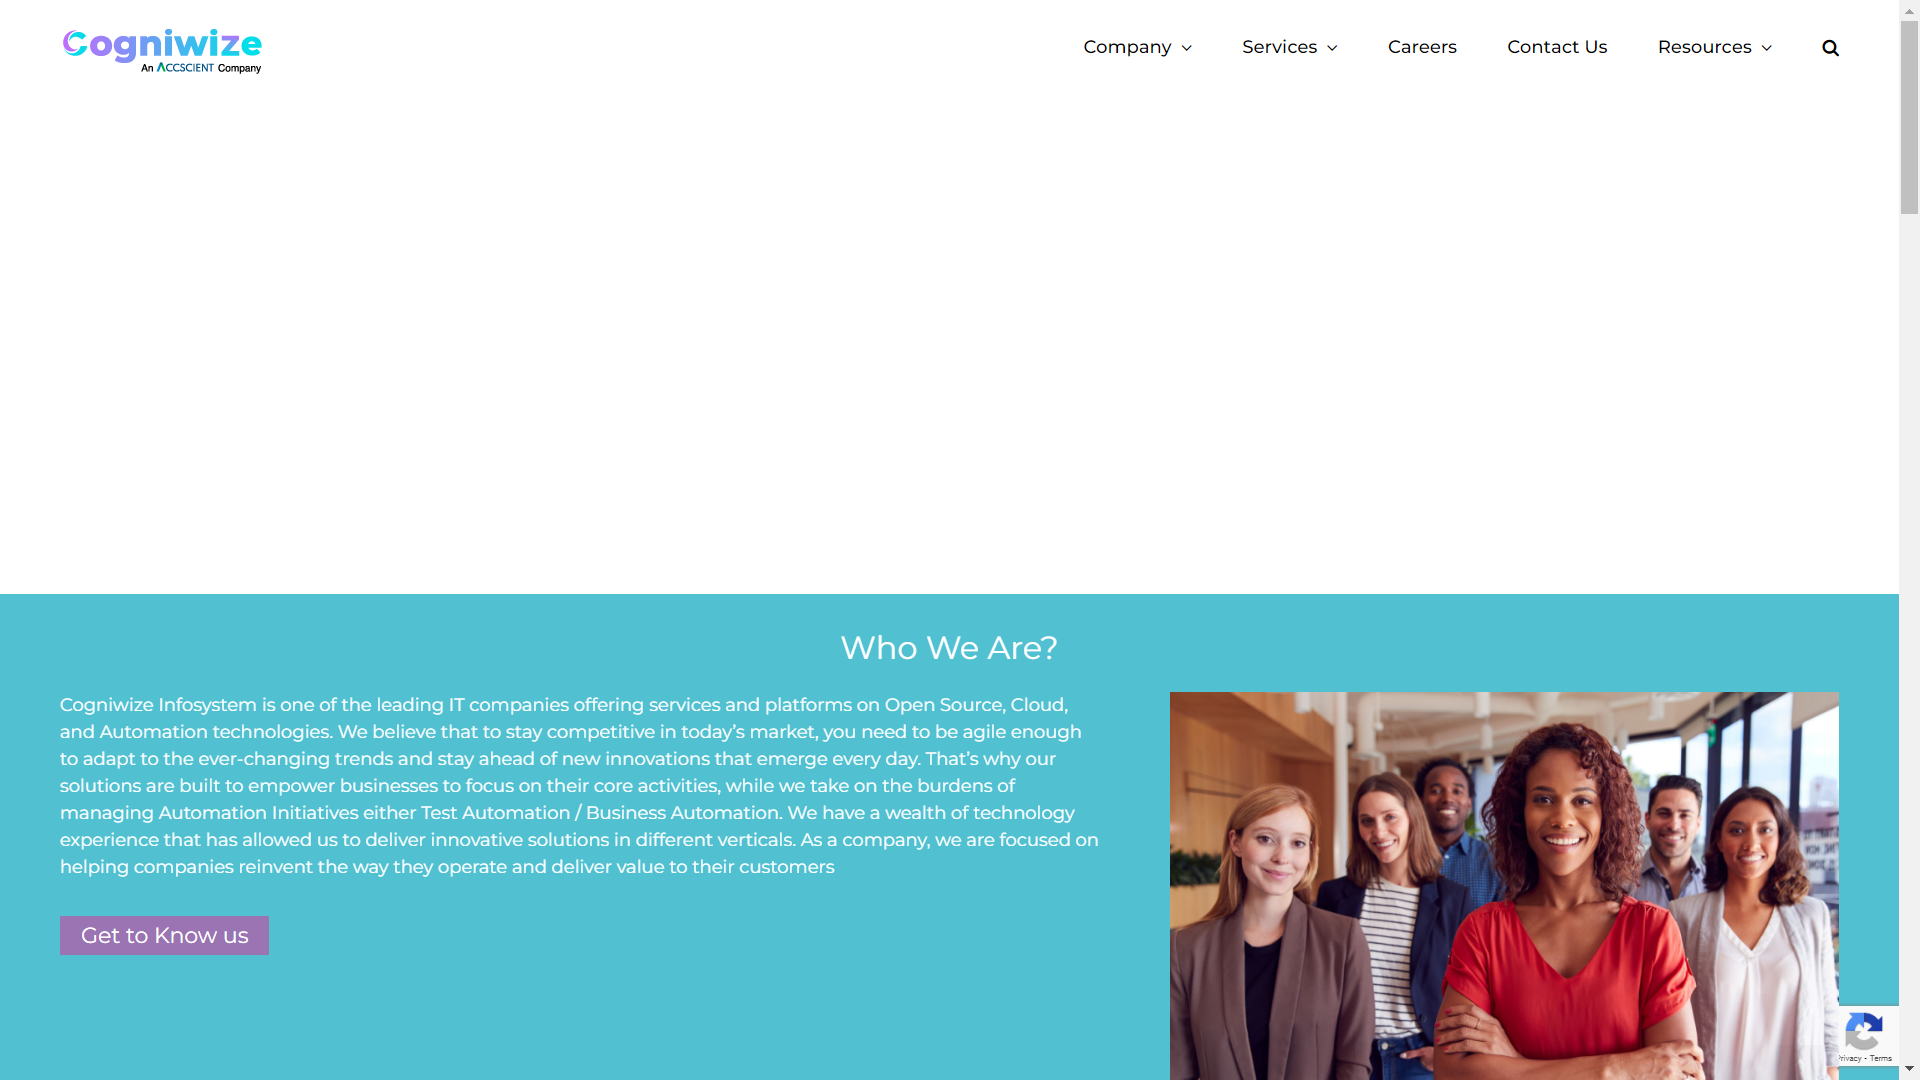 Cogniwize
An ACCSCIENT Company
Company
Services
Careers
Contact Us
Resources
Who We Are?
Cogniwize Infosystem is one of the leading IT companies offering services and platforms on Open Source, Cloud,
and Automation technologies. We believe that to stay competitive in today’s market, you need to be agile enough
to adapt to the ever-changing trends and stay ahead of new innovations that emerge every day. That’s why our
solutions are built to empower businesses to focus on their core activities, while we take on the burdens of
managing Automation Initiatives either Test Automation / Business Automation. We have a wealth of technology
experience that has allowed us to deliver innovative solutions in different verticals. As a company, we are focused on
helping companies reinvent the way they operate and deliver value to their customers
Get to Know us
Privacy - Terms